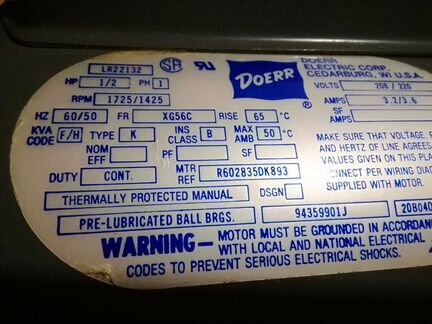 LR22132
HP 1/2 PH 1
RPM 1725/1425
DOERR
DOERR
ELECTRIC CORP.
CEDARBURG, WI U.S.A.
VOLTS 208 / 220
AMPS 3.2/3.6
SF
AMPS
HZ 60/50 FR XG56C RISE 65 °C
KVA CODE F/H TYPE K INS CLASS B MAX AMB 50 °C
NOM EFF PF SF
DUTY CONT. MTR REF R602835DK893
THERMALLY PROTECTED MANUAL DSGN
PRE-LUBRICATED BALL BRGS. 94359901J 20B040
MAKE SURE THAT VOLTAGE,
AND HERTZ OF LINE AGREES
VALUES GIVEN ON THIS PLA
CONNECT PER WIRING DIA
SUPPLIED WITH MOTOR.
WARNING— MOTOR MUST BE GROUNDED IN ACCORDAN
WITH LOCAL AND NATIONAL ELECTRICAL
CODES TO PREVENT SERIOUS ELECTRICAL SHOCKS.